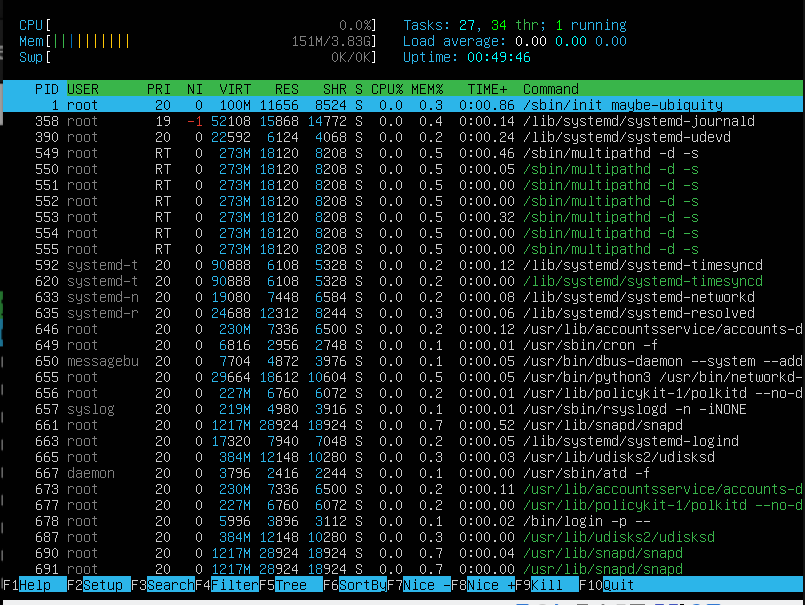 CPU[ 0.0%] Tasks: 27, 34 thr; 1 running
Mem[|||||||||| 151M/3.83G] Load average: 0.00 0.00 0.00
Swp[ 0K/0K] Uptime: 00:49:46
PID USER PRI NI VIRT RES SHR S CPU% MEM% TIME+ Command
1 root 20 0 100M 11656 8524 S 0.0 0.3 0:00.86 /sbin/init maybe-ubiquity
358 root 19 -1 52108 15868 14772 S 0.0 0.4 0:00.14 /lib/systemd/systemd-journald
390 root 20 0 22592 6124 4068 S 0.0 0.2 0:00.24 /lib/systemd/systemd-udevd
549 root RT 0 273M 18120 8208 S 0.0 0.5 0:00.46 /sbin/multipathd -d -s
550 root RT 0 273M 18120 8208 S 0.0 0.5 0:00.05 /sbin/multipathd -d -s
551 root RT 0 273M 18120 8208 S 0.0 0.5 0:00.00 /sbin/multipathd -d -s
552 root RT 0 273M 18120 8208 S 0.0 0.5 0:00.00 /sbin/multipathd -d -s
553 root RT 0 273M 18120 8208 S 0.0 0.5 0:00.32 /sbin/multipathd -d -s
554 root RT 0 273M 18120 8208 S 0.0 0.5 0:00.00 /sbin/multipathd -d -s
555 root RT 0 273M 18120 8208 S 0.0 0.5 0:00.00 /sbin/multipathd -d -s
592 systemd-t 20 0 90888 6108 5328 S 0.0 0.2 0:00.12 /lib/systemd/systemd-timesyncd
620 systemd-t 20 0 90888 6108 5328 S 0.0 0.2 0:00.00 /lib/systemd/systemd-timesyncd
633 systemd-n 20 0 19080 7448 6584 S 0.0 0.2 0:00.08 /lib/systemd/systemd-networkd
635 systemd-r 20 0 24688 12312 8244 S 0.0 0.3 0:00.06 /lib/systemd/systemd-resolved
646 root 20 0 230M 7336 6500 S 0.0 0.2 0:00.12 /usr/lib/accountsservice/accounts-d
649 root 20 0 6816 2956 2748 S 0.0 0.1 0:00.01 /usr/sbin/cron -f
650 messagebu 20 0 7704 4872 3976 S 0.0 0.1 0:00.05 /usr/bin/dbus-daemon --system --add
655 root 20 0 29664 18612 10604 S 0.0 0.5 0:00.05 /usr/bin/python3 /usr/bin/networkd-
656 root 20 0 227M 6760 6072 S 0.0 0.2 0:00.01 /usr/lib/policykit-1/polkitd --no-d
657 syslog 20 0 219M 4980 3916 S 0.0 0.1 0:00.01 /usr/sbin/rsyslogd -n -iNONE
661 root 20 0 1217M 28924 18924 S 0.0 0.7 0:00.52 /usr/lib/snapd/snapd
663 root 20 0 17320 7940 7048 S 0.0 0.2 0:00.05 /lib/systemd/systemd-logind
665 root 20 0 384M 12148 10280 S 0.0 0.3 0:00.03 /usr/lib/udisks2/udisksd
667 daemon 20 0 3796 2416 2244 S 0.0 0.1 0:00.00 /usr/sbin/atd -f
673 root 20 0 230M 7336 6500 S 0.0 0.2 0:00.11 /usr/lib/accountsservice/accounts-d
677 root 20 0 227M 6760 6072 S 0.0 0.2 0:00.00 /usr/lib/policykit-1/polkitd --no-d
678 root 20 0 5996 3896 3112 S 0.0 0.1 0:00.02 /bin/login -p --
687 root 20 0 384M 12148 10280 S 0.0 0.3 0:00.00 /usr/lib/udisks2/udisksd
690 root 20 0 1217M 28924 18924 S 0.0 0.7 0:00.04 /usr/lib/snapd/snapd
691 root 20 0 1217M 28924 18924 S 0.0 0.7 0:00.00 /usr/lib/snapd/snapd
F1Help F2Setup F3SearchF4FilterF5Tree F6SortByF7Nice -F8Nice +F9Kill F10Quit